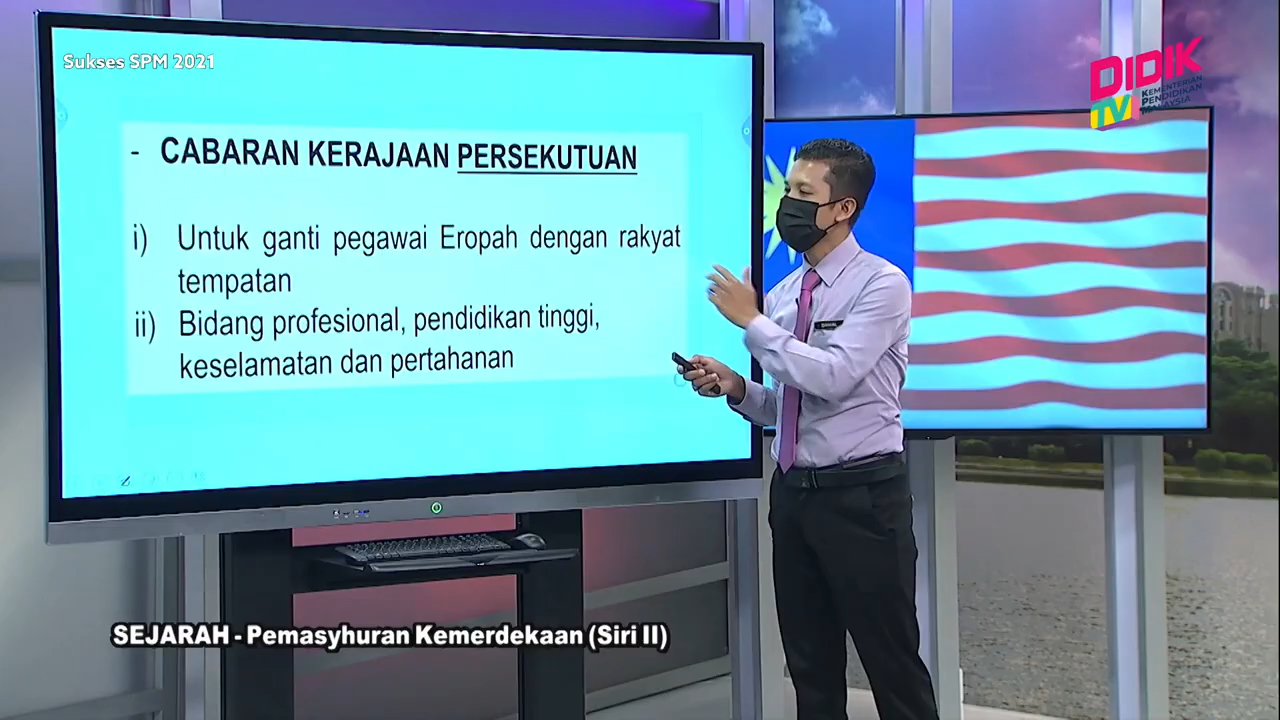 Sukses SPM 2021
DIDIK
TV
KEMENTERIAN
PENDIDIKAN
MALAYSIA
- CABARAN KERAJAAN PERSEKUTUAN
i) Untuk ganti pegawai Eropah dengan rakyat
tempatan
ii) Bidang profesional, pendidikan tinggi,
keselamatan dan pertahanan
SEJARAH - Pemasyhuran Kemerdekaan (Siri II)